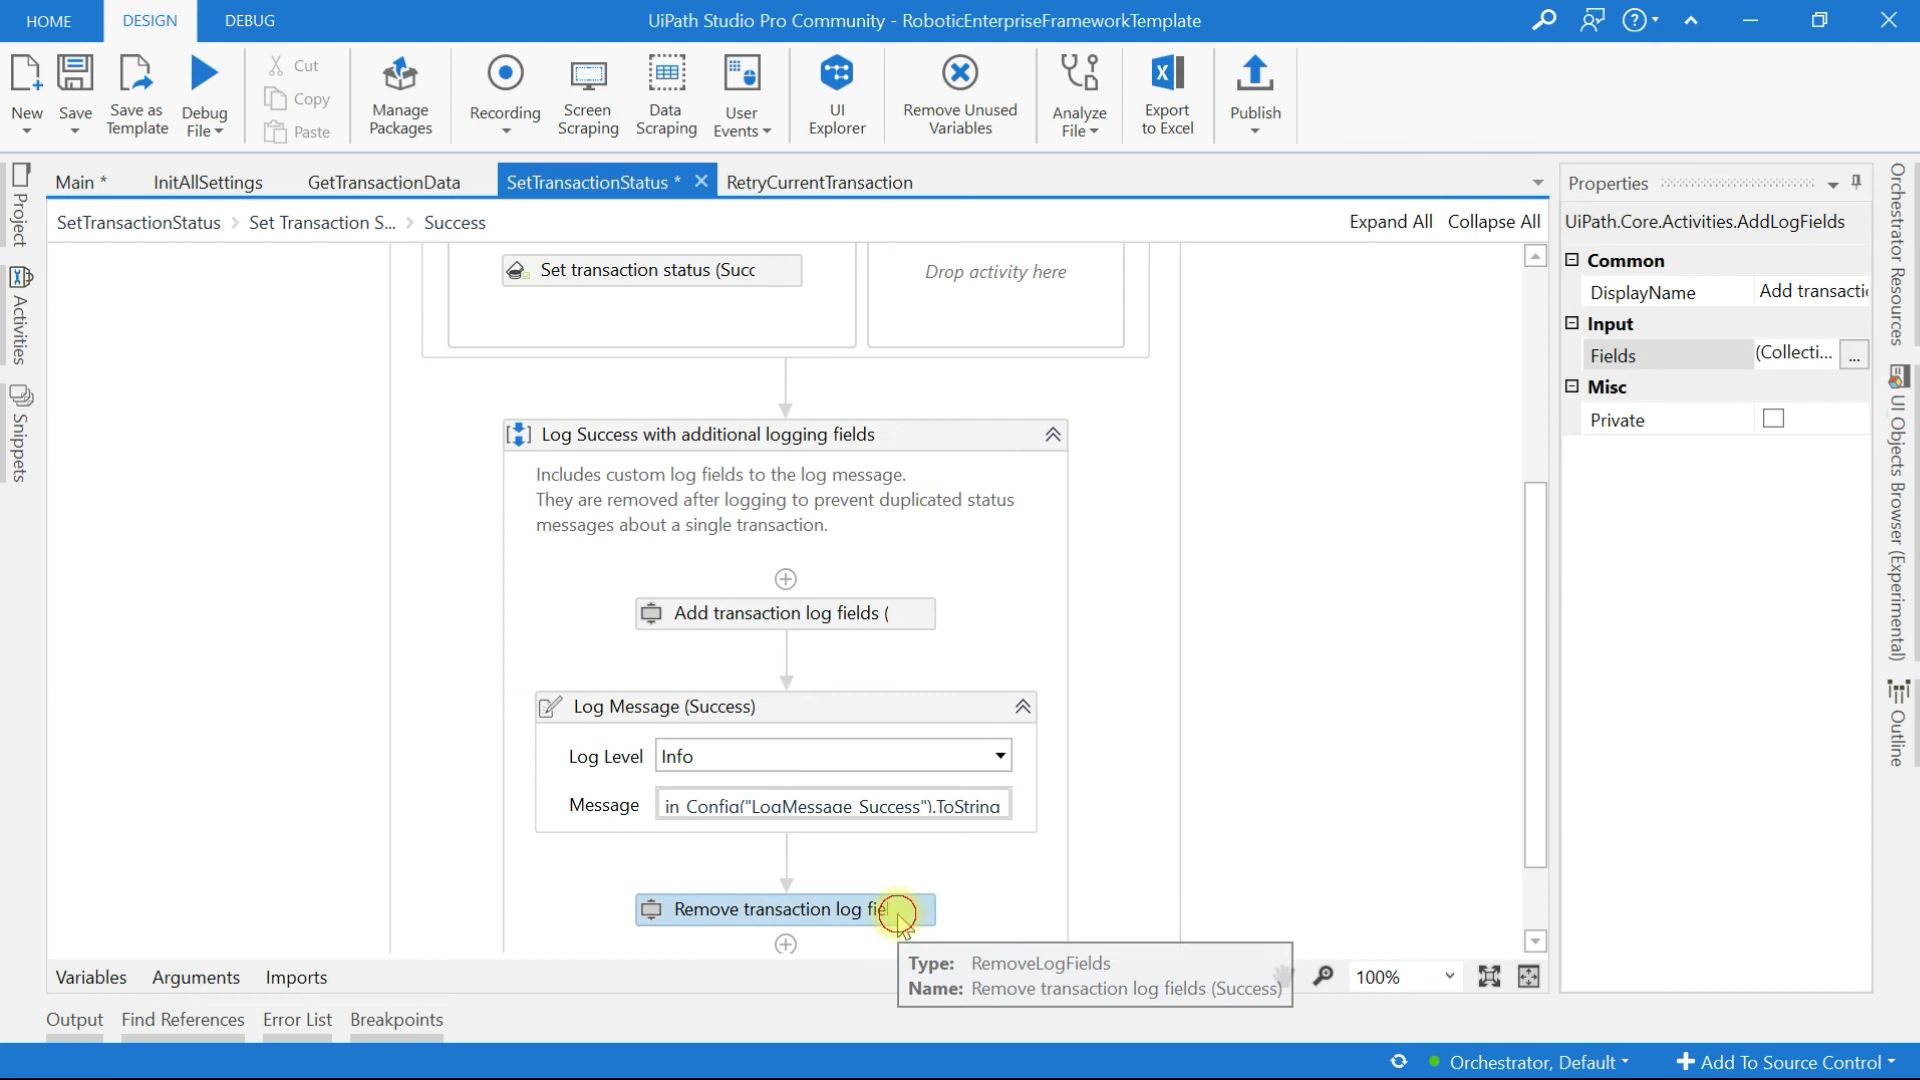 HOME
DESIGN
DEBUG
UiPath Studio Pro Community - RoboticEnterpriseFrameworkTemplate
New
Save
Save as
Template
Debug
File
Cut
Copy
Paste
Manage
Packages
Recording
Screen
Scraping
Data
Scraping
User
Events
UI
Explorer
Remove Unused
Variables
Analyze
File
Export
to Excel
Publish
Main *
InitAllSettings
GetTransactionData
SetTransactionStatus *
RetryCurrentTransaction
SetTransactionStatus
Set Transaction S...
Success
Expand All
Collapse All
Project
Activities
Snippets
Set transaction status (Succ
Drop activity here
Log Success with additional logging fields
Includes custom log fields to the log message.
They are removed after logging to prevent duplicated status
messages about a single transaction.
Add transaction log fields (
Log Message (Success)
Log Level
Info
Message
in_Config("LogMessage_Success").ToString
Remove transaction log fiel
Type: RemoveLogFields
Name: Remove transaction log fields (Success)
Properties
UiPath.Core.Activities.AddLogFields
Common
DisplayName
Add transactio
Input
Fields
(Collecti...
...
Misc
Private
Orchestrator Resources
UI Objects Browser (Experimental)
Outline
Variables
Arguments
Imports
100%
Output
Find References
Error List
Breakpoints
Orchestrator, Default
Add To Source Control